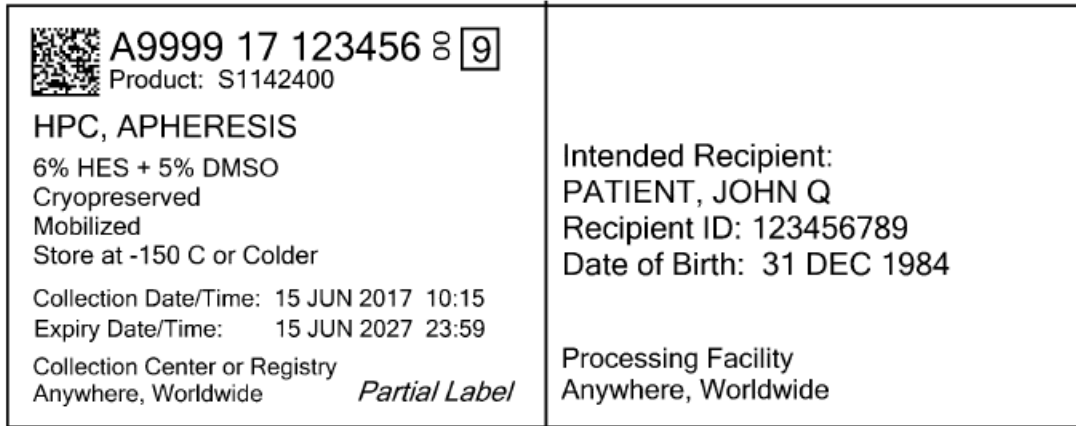 A9999 17 123456 00 9
Product: S1142400
HPC, APHERESIS
6% HES + 5% DMSO
Cryopreserved
Mobilized
Store at -150 C or Colder
Collection Date/Time: 15 JUN 2017 10:15
Expiry Date/Time: 15 JUN 2027 23:59
Collection Center or Registry
Anywhere, Worldwide
Partial Label
Intended Recipient:
PATIENT, JOHN Q
Recipient ID: 123456789
Date of Birth: 31 DEC 1984
Processing Facility
Anywhere, Worldwide